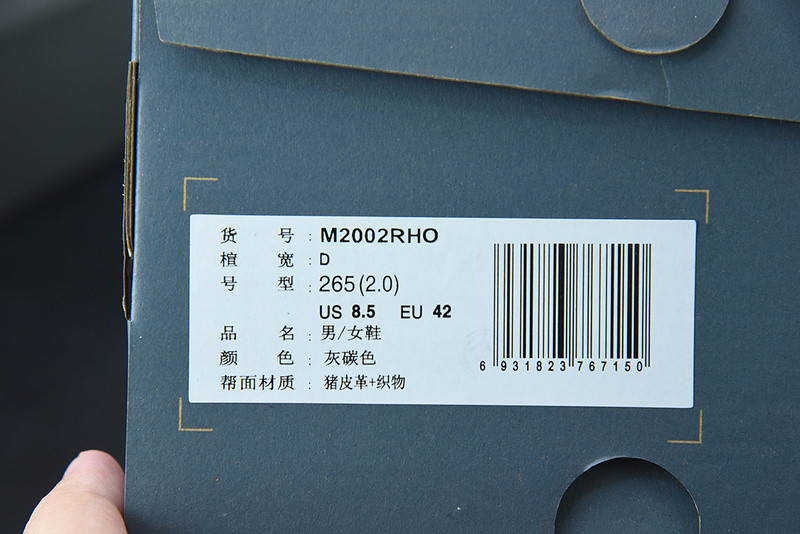 货 号 : M2002RHO
楦 宽 : D
号 型 : 265(2.0)
US 8.5 EU 42
品 名 : 男/女鞋
颜 色 : 灰碳色
帮面材质 : 猪皮革+织物
6 931823 767150